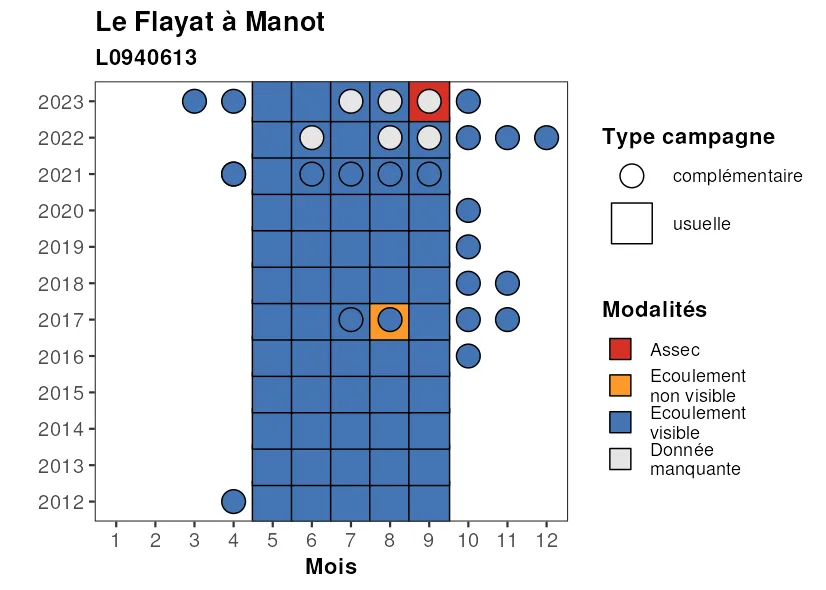 Le Flayat à Manot
L0940613
2023
2022
2021
2020
2019
2018
2017
2016
2015
2014
2013
2012
1 2 3 4 5 6 7 8 9 10 11 12
Mois
Type campagne
complémentaire
usuelle
Modalités
Assec
Ecoulement
non visible
Ecoulement
visible
Donnée
manquante